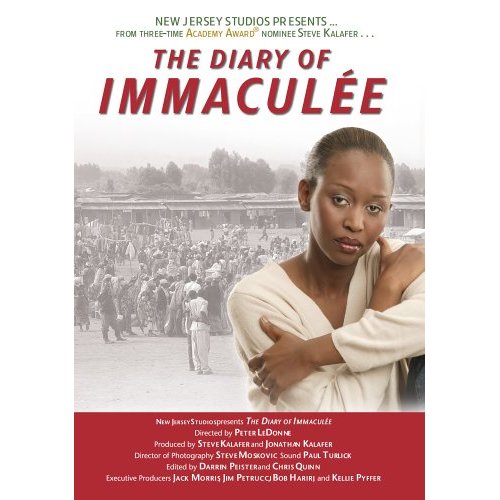 NEW JERSEY STUDIOS PRESENTS ...
FROM THREE-TIME ACADEMY AWARD® NOMINEE STEVE KALAFER . . .
THE DIARY OF
IMMACULÉE
NEW JERSEY STUDIOS presents THE DIARY OF IMMACULÉE
Directed by PETER LEDONNE
Produced by STEVE KALAFER and JONATHAN KALAFER
Director of Photography STEVE MOSKOVIC Sound PAUL TURLICK
Edited by DARRIN PEISTER and CHRIS QUINN
Executive Producers JACK MORRIS, JIM PETRUCCI, BOB HARIRI and KELLIE PYFFER